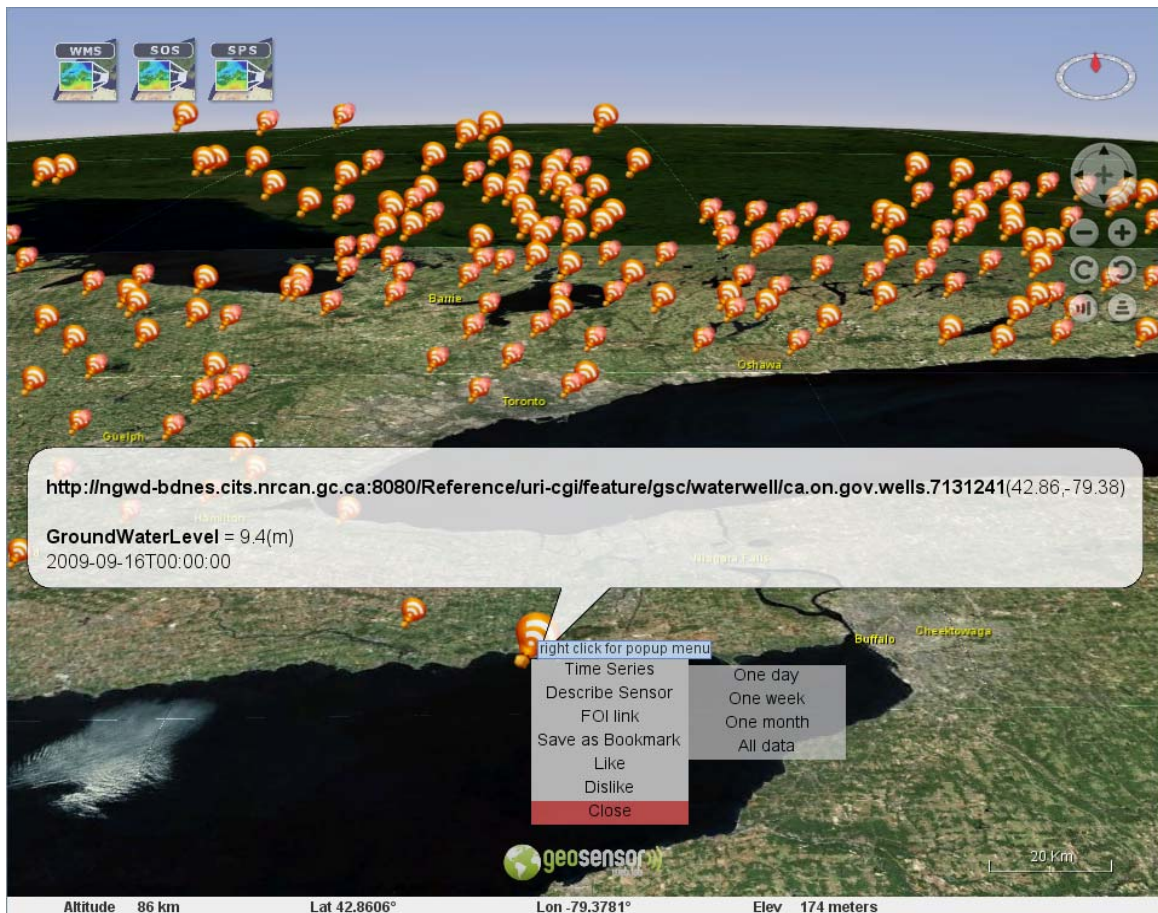 WMS SOS SPS
Barrie
Oshawa
Toronto
Guelph
http://ngwd-bdnes.cits.nrcan.gc.ca:8080/Reference/uri-cgi/feature/gsc/waterwell/ca.on.gov.wells.7131241(42.86,-79.38)
Hamilton
GroundWaterLevel = 9.4(m)
2009-09-16T00:00:00
Niagara Falls
Buffalo
Cheektowaga
right click for popup menu
Time Series
One day
Describe Sensor
One week
FOI link
One month
Save as Bookmark
All data
Like
Dislike
Close
geosensor
20 Km
Altitude 86 km Lat 42.8606° Lon -79.3781° Elev 174 meters